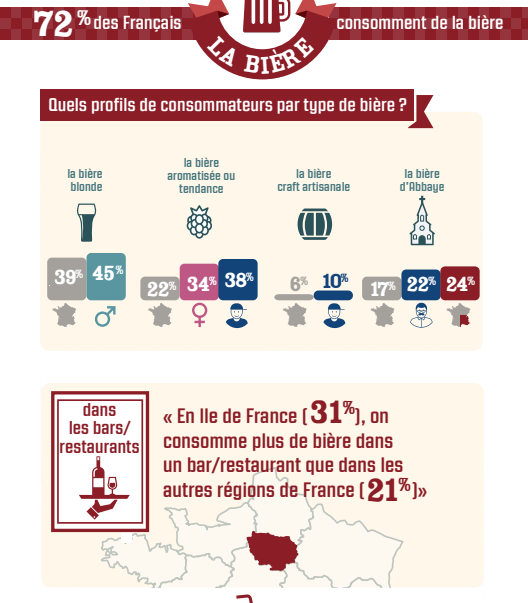 72% des Français
LA BIÈRE
consomment de la bière
Quels profils de consommateurs par type de bière ?
la bière
blonde
39%
45%
la bière
aromatisée ou
tendance
22%
34%
38%
la bière
craft artisanale
6%
10%
la bière
d'Abbaye
17%
22%
24%
dans
les bars/
restaurants
« En Ile de France (31%), on
consomme plus de bière dans
un bar/restaurant que dans les
autres régions de France (21%)»